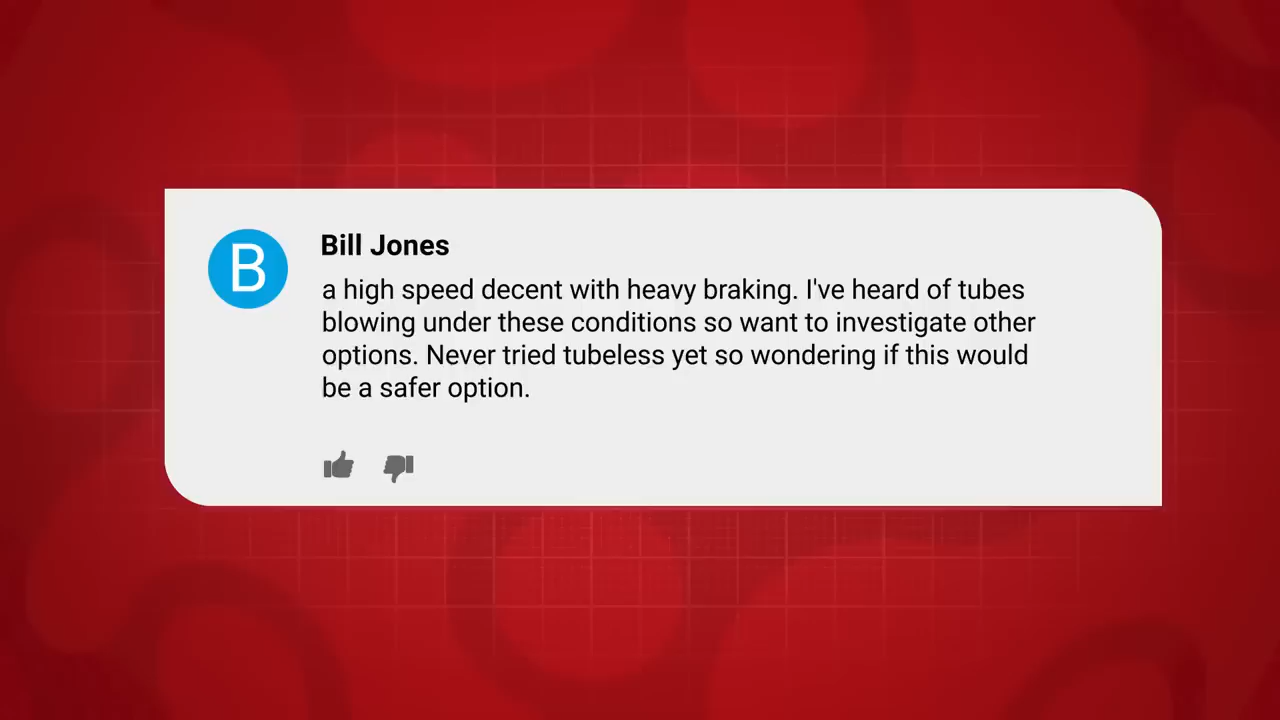 B
Bill Jones
a high speed decent with heavy braking. I've heard of tubes
blowing under these conditions so want to investigate other
options. Never tried tubeless yet so wondering if this would
be a safer option.